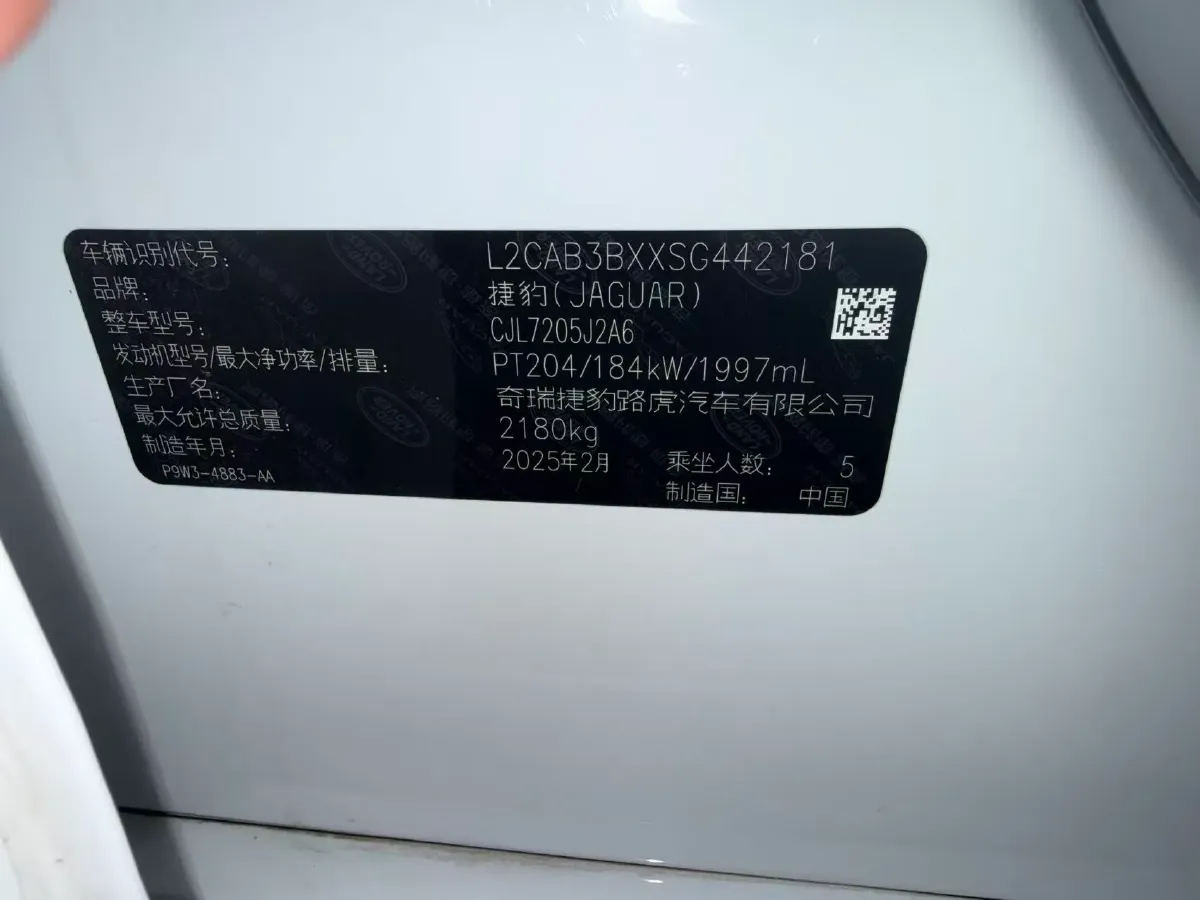 车辆识别代号: L2CAB3BXXSG442181
品牌: 捷豹(JAGUAR)
整车型号: CJL7205J2A6
发动机型号/最大净功率/排量: PT204/184kW/1997mL
生产厂名: 奇瑞捷豹路虎汽车有限公司
最大允许总质量: 2180kg
制造年月: 2025年2月 乘坐人数: 5
P9W3-4883-AA 制造国: 中国